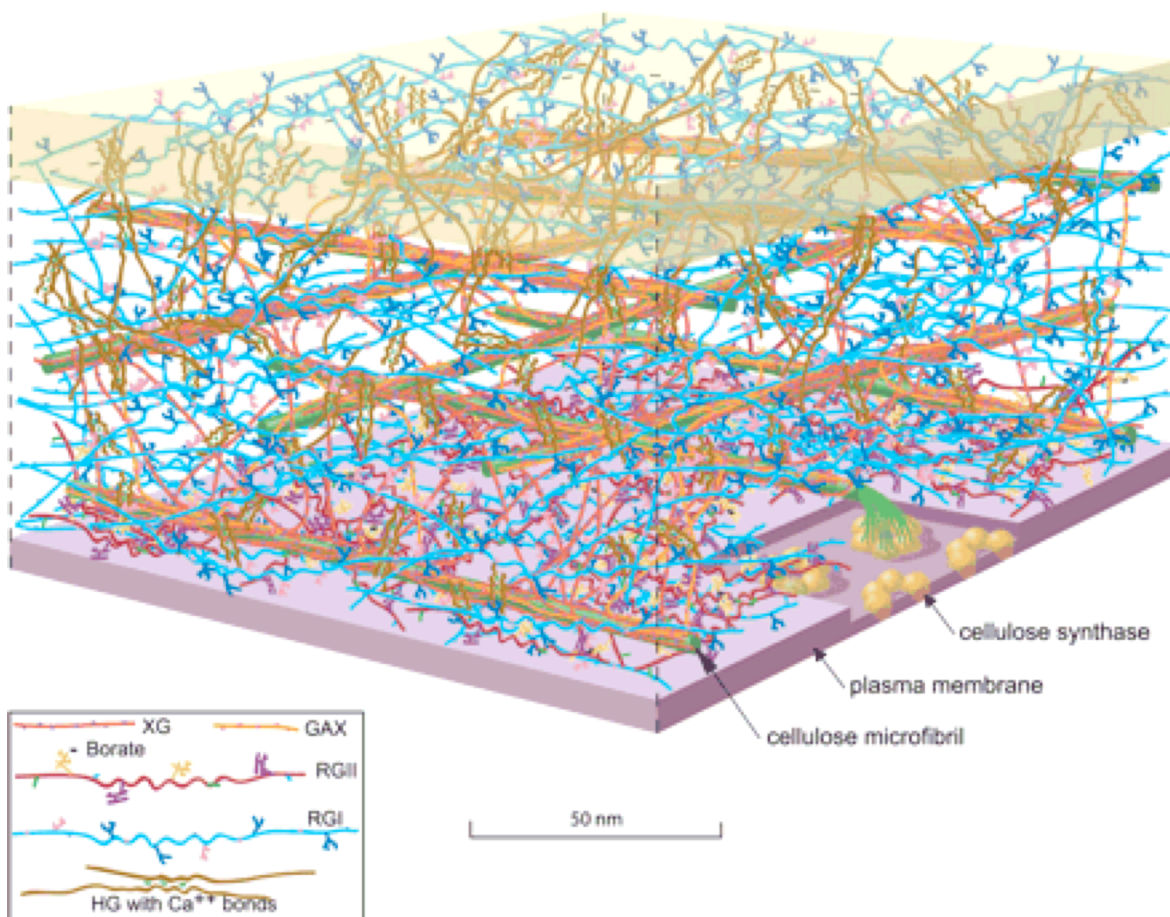 cellulose synthase
plasma membrane
cellulose microfibril
XG
GAX
- Borate
RGII
RGI
HG with Ca++ bonds
50 nm